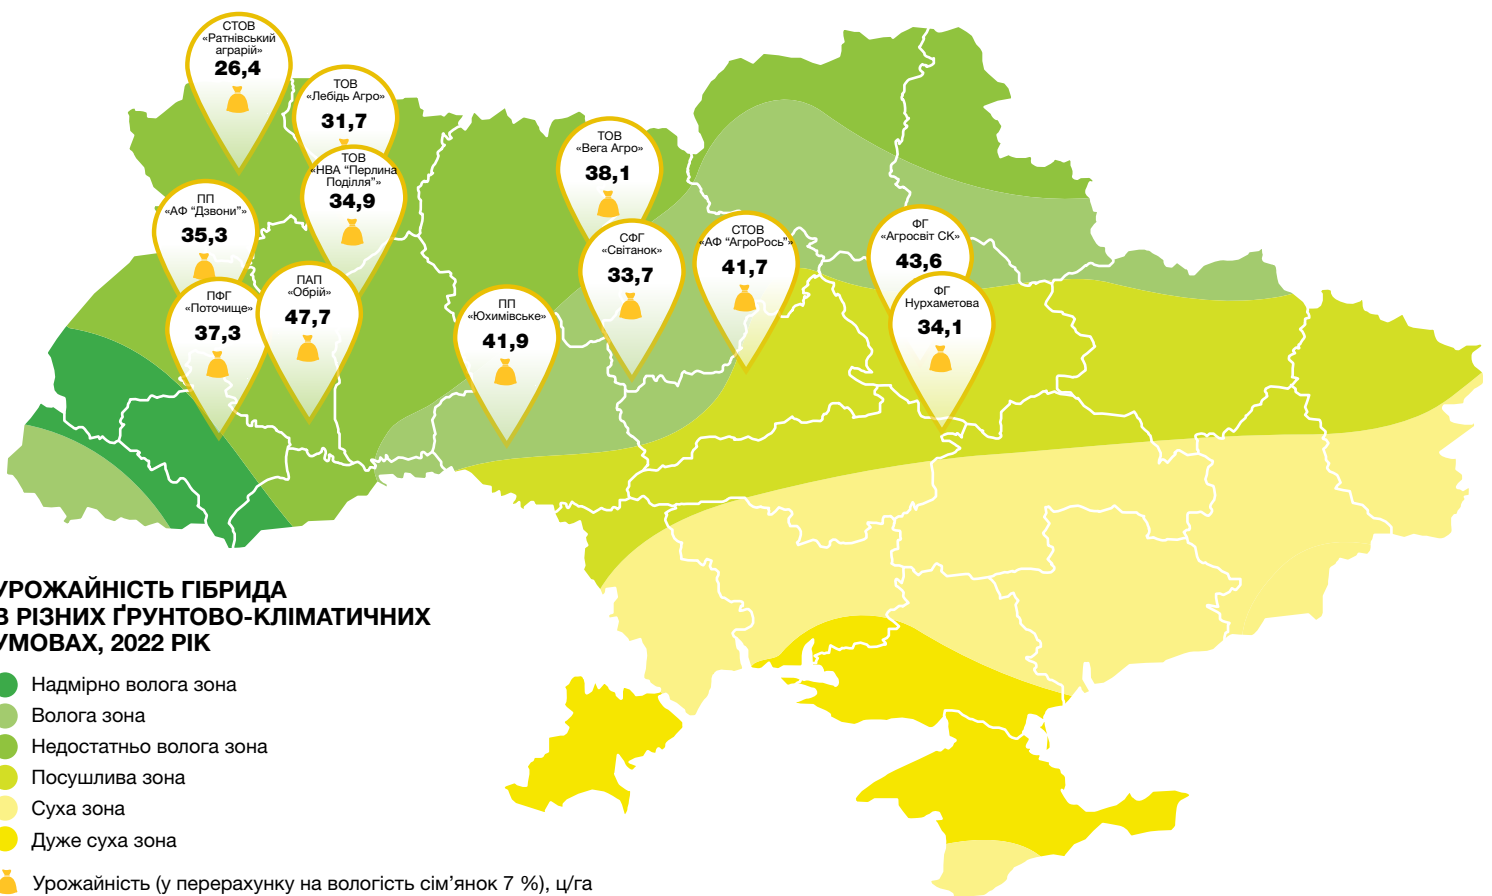 СТОВ
«Ратнівський
аграрій»
26,4
ТОВ
«Лебідь Агро»
31,7
ТОВ
«НВА “Перлина
Поділля”»
34,9
ПП
«АФ “Дзвони”»
35,3
ПФГ
«Поточище»
37,3
ПАП
«Обрій»
47,7
ПП
«Юхимівське»
41,9
ТОВ
«Вега Агро»
38,1
СФГ
«Світанок»
33,7
СТОВ
«АФ “АгроРось”»
41,7
ФГ
«Агросвіт СК»
43,6
ФГ
Нурхаметова
34,1
УРОЖАЙНІСТЬ ГІБРИДА
В РІЗНИХ ҐРУНТОВО-КЛІМАТИЧНИХ
УМОВАХ, 2022 РІК
Надмірно волога зона
Волога зона
Недостатньо волога зона
Посушлива зона
Суха зона
Дуже суха зона
Урожайність (у перерахунку на вологість сім’янок 7 %), ц/га